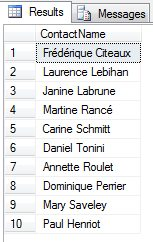 Results Messages
ContactName
1 Frédérique Citeaux
2 Laurence Lebihan
3 Janine Labrune
4 Martine Rancé
5 Carine Schmitt
6 Daniel Tonini
7 Annette Roulet
8 Dominique Perrier
9 Mary Saveley
10 Paul Henriot